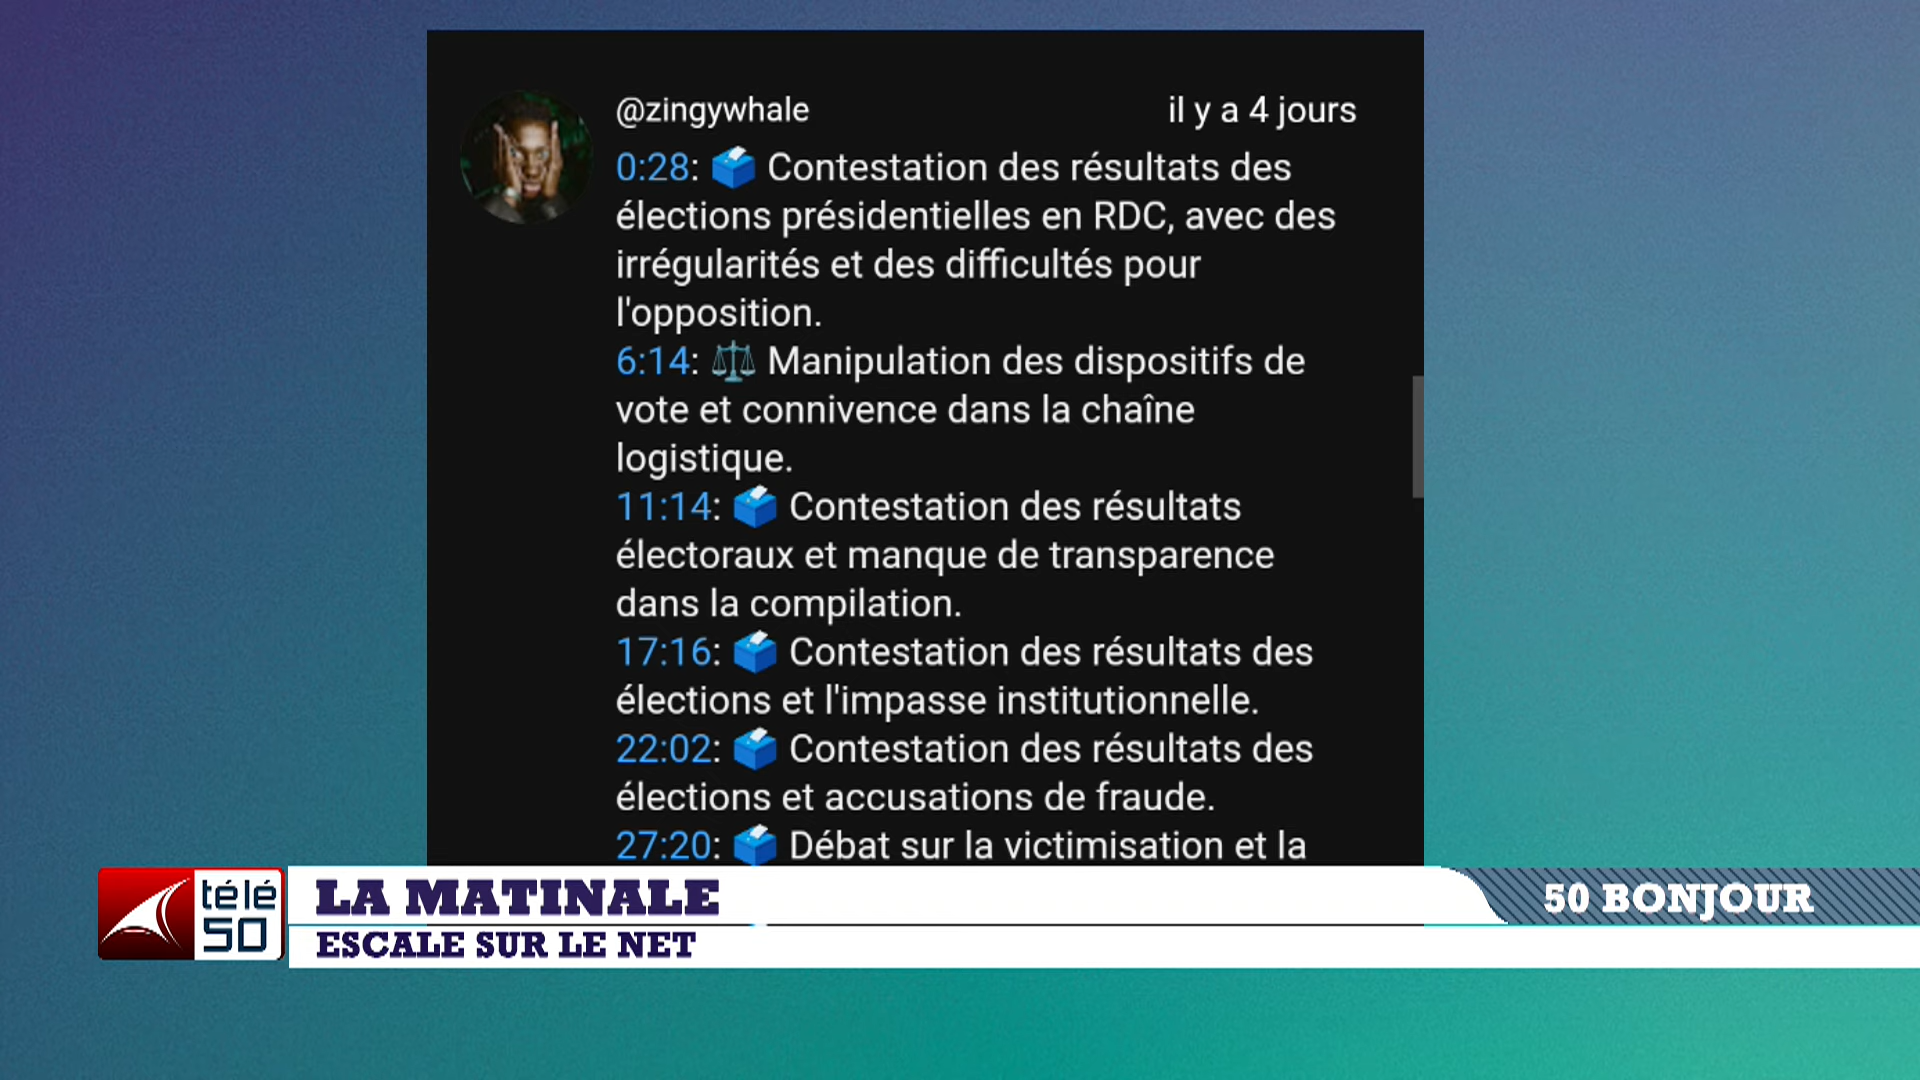 @zingywhale il y a 4 jours
0:28: 🗳️ Contestation des résultats des
élections présidentielles en RDC, avec des
irrégularités et des difficultés pour
l'opposition.
6:14: ⚖️ Manipulation des dispositifs de
vote et connivence dans la chaîne
logistique.
11:14: 🗳️ Contestation des résultats
électoraux et manque de transparence
dans la compilation.
17:16: 🗳️ Contestation des résultats des
élections et l'impasse institutionnelle.
22:02: 🗳️ Contestation des résultats des
élections et accusations de fraude.
27:20: 🗳️ Débat sur la victimisation et la
télé
50
LA MATINALE
50 BONJOUR
ESCALE SUR LE NET